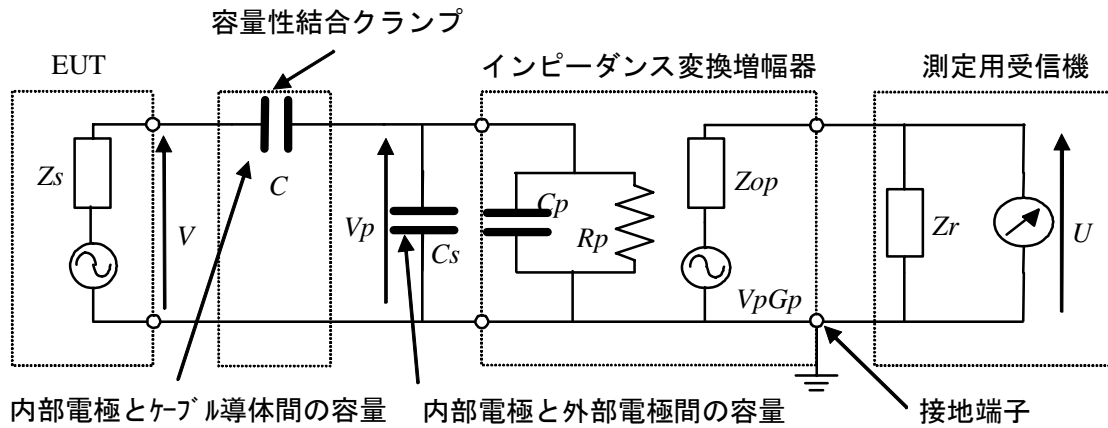 容量性結合クランプ
EUT
インピーダンス変換増幅器
測定用受信機
Zs
V
C
Vp
Cs
Cp
Rp
Zop
VpGp
Zr
U
内部電極とケーブル導体間の容量
内部電極と外部電極間の容量
接地端子